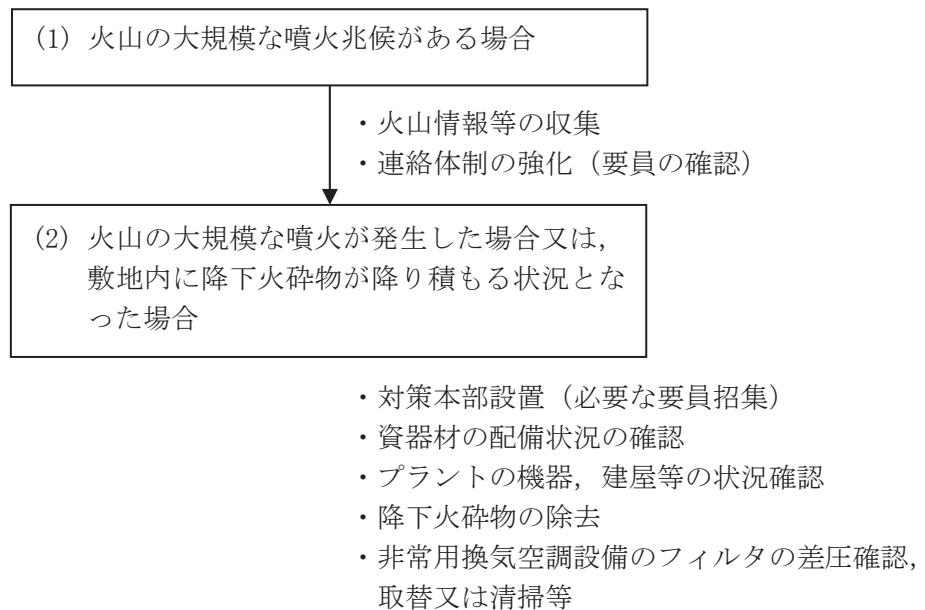 (1) 火山の大規模な噴火兆候がある場合
・火山情報等の収集
・連絡体制の強化（要員の確認）
(2) 火山の大規模な噴火が発生した場合又は，
敷地内に降下火砕物が降り積もる状況とな
った場合
・対策本部設置（必要な要員招集）
・資器材の配備状況の確認
・プラントの機器，建屋等の状況確認
・降下火砕物の除去
・非常用換気空調設備のフィルタの差圧確認，
取替又は清掃等